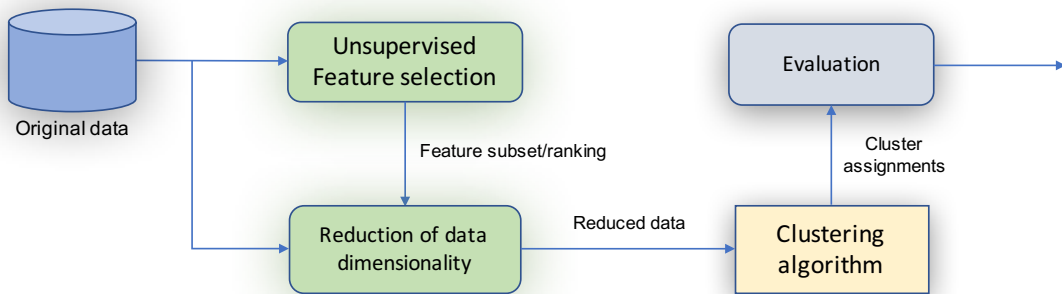 Original data
Unsupervised
Feature selection
Feature subset/ranking
Reduction of data
dimensionality
Reduced data
Clustering
algorithm
Cluster
assignments
Evaluation